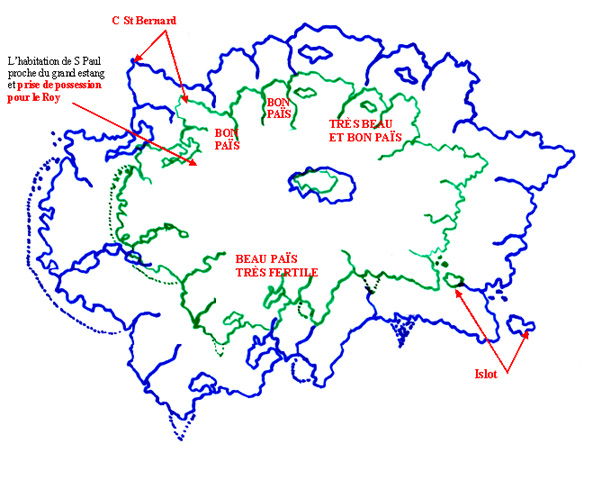 C St Bernard
L'habitation de S Paul
proche du grand estang
et prise de possession
pour le Roy
BON
PAÏS
BON
PAÏS
TRÈS BEAU
ET BON PAÏS
BEAU PAÏS
TRÈS FERTILE
Islot